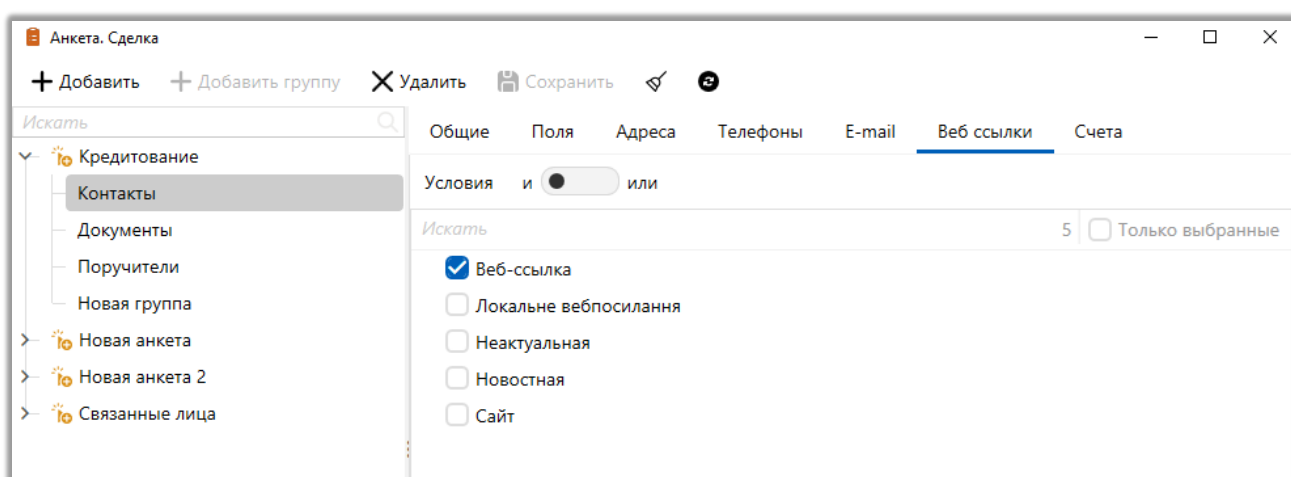 Анкета. Сделка
Добавить Добавить группу Удалить Сохранить
Искать
Общие Поля Адреса Телефоны E-mail Веб ссылки Счета
Кредитование
Контакты
Условия и или
Документы
Искать 5 Только выбранные
Поручители
Веб-ссылка
Новая группа
Локальне вебпосилання
Новая анкета
Неактуальная
Новая анкета 2
Новостная
Связанные лица
Сайт